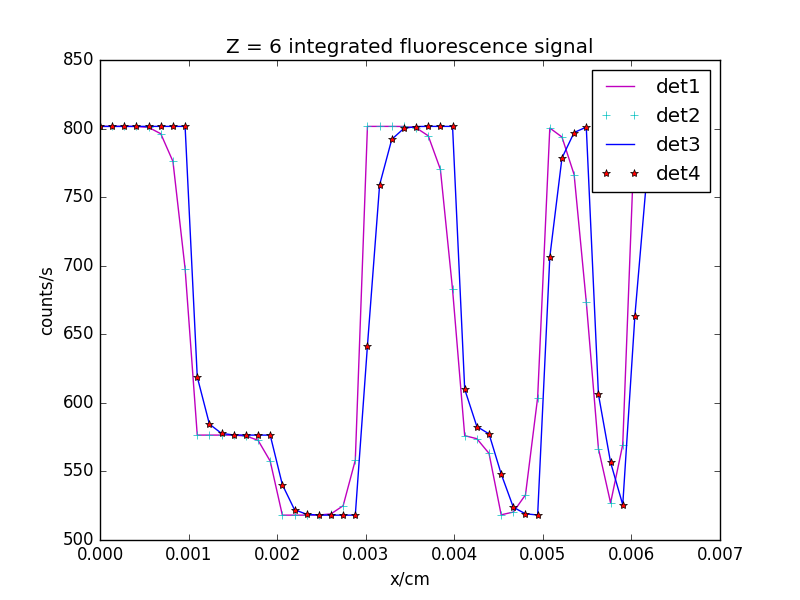 Z = 6 integrated fluorescence signal
850
800
750
700
650
600
550
500
counts/s
det1
det2
det3
det4
0.000 0.001 0.002 0.003 0.004 0.005 0.006 0.007
x/cm